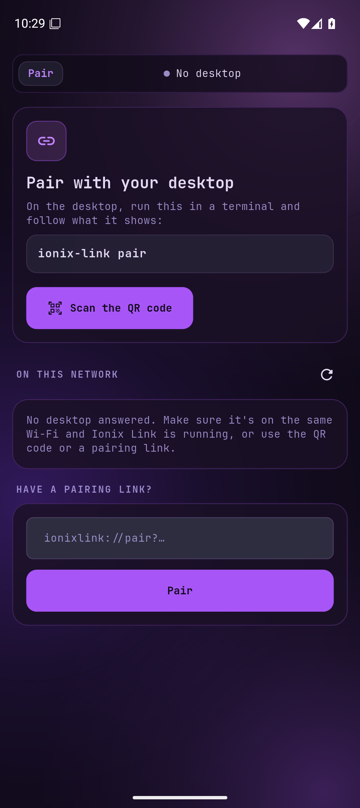 10:29
Pair
No desktop
Pair with your desktop
On the desktop, run this in a terminal and
follow what it shows:
ionix-link pair
Scan the QR code
ON THIS NETWORK
No desktop answered. Make sure it's on the same
Wi-Fi and Ionix Link is running, or use the QR
code or a pairing link.
HAVE A PAIRING LINK?
ionixlink://pair?…
Pair